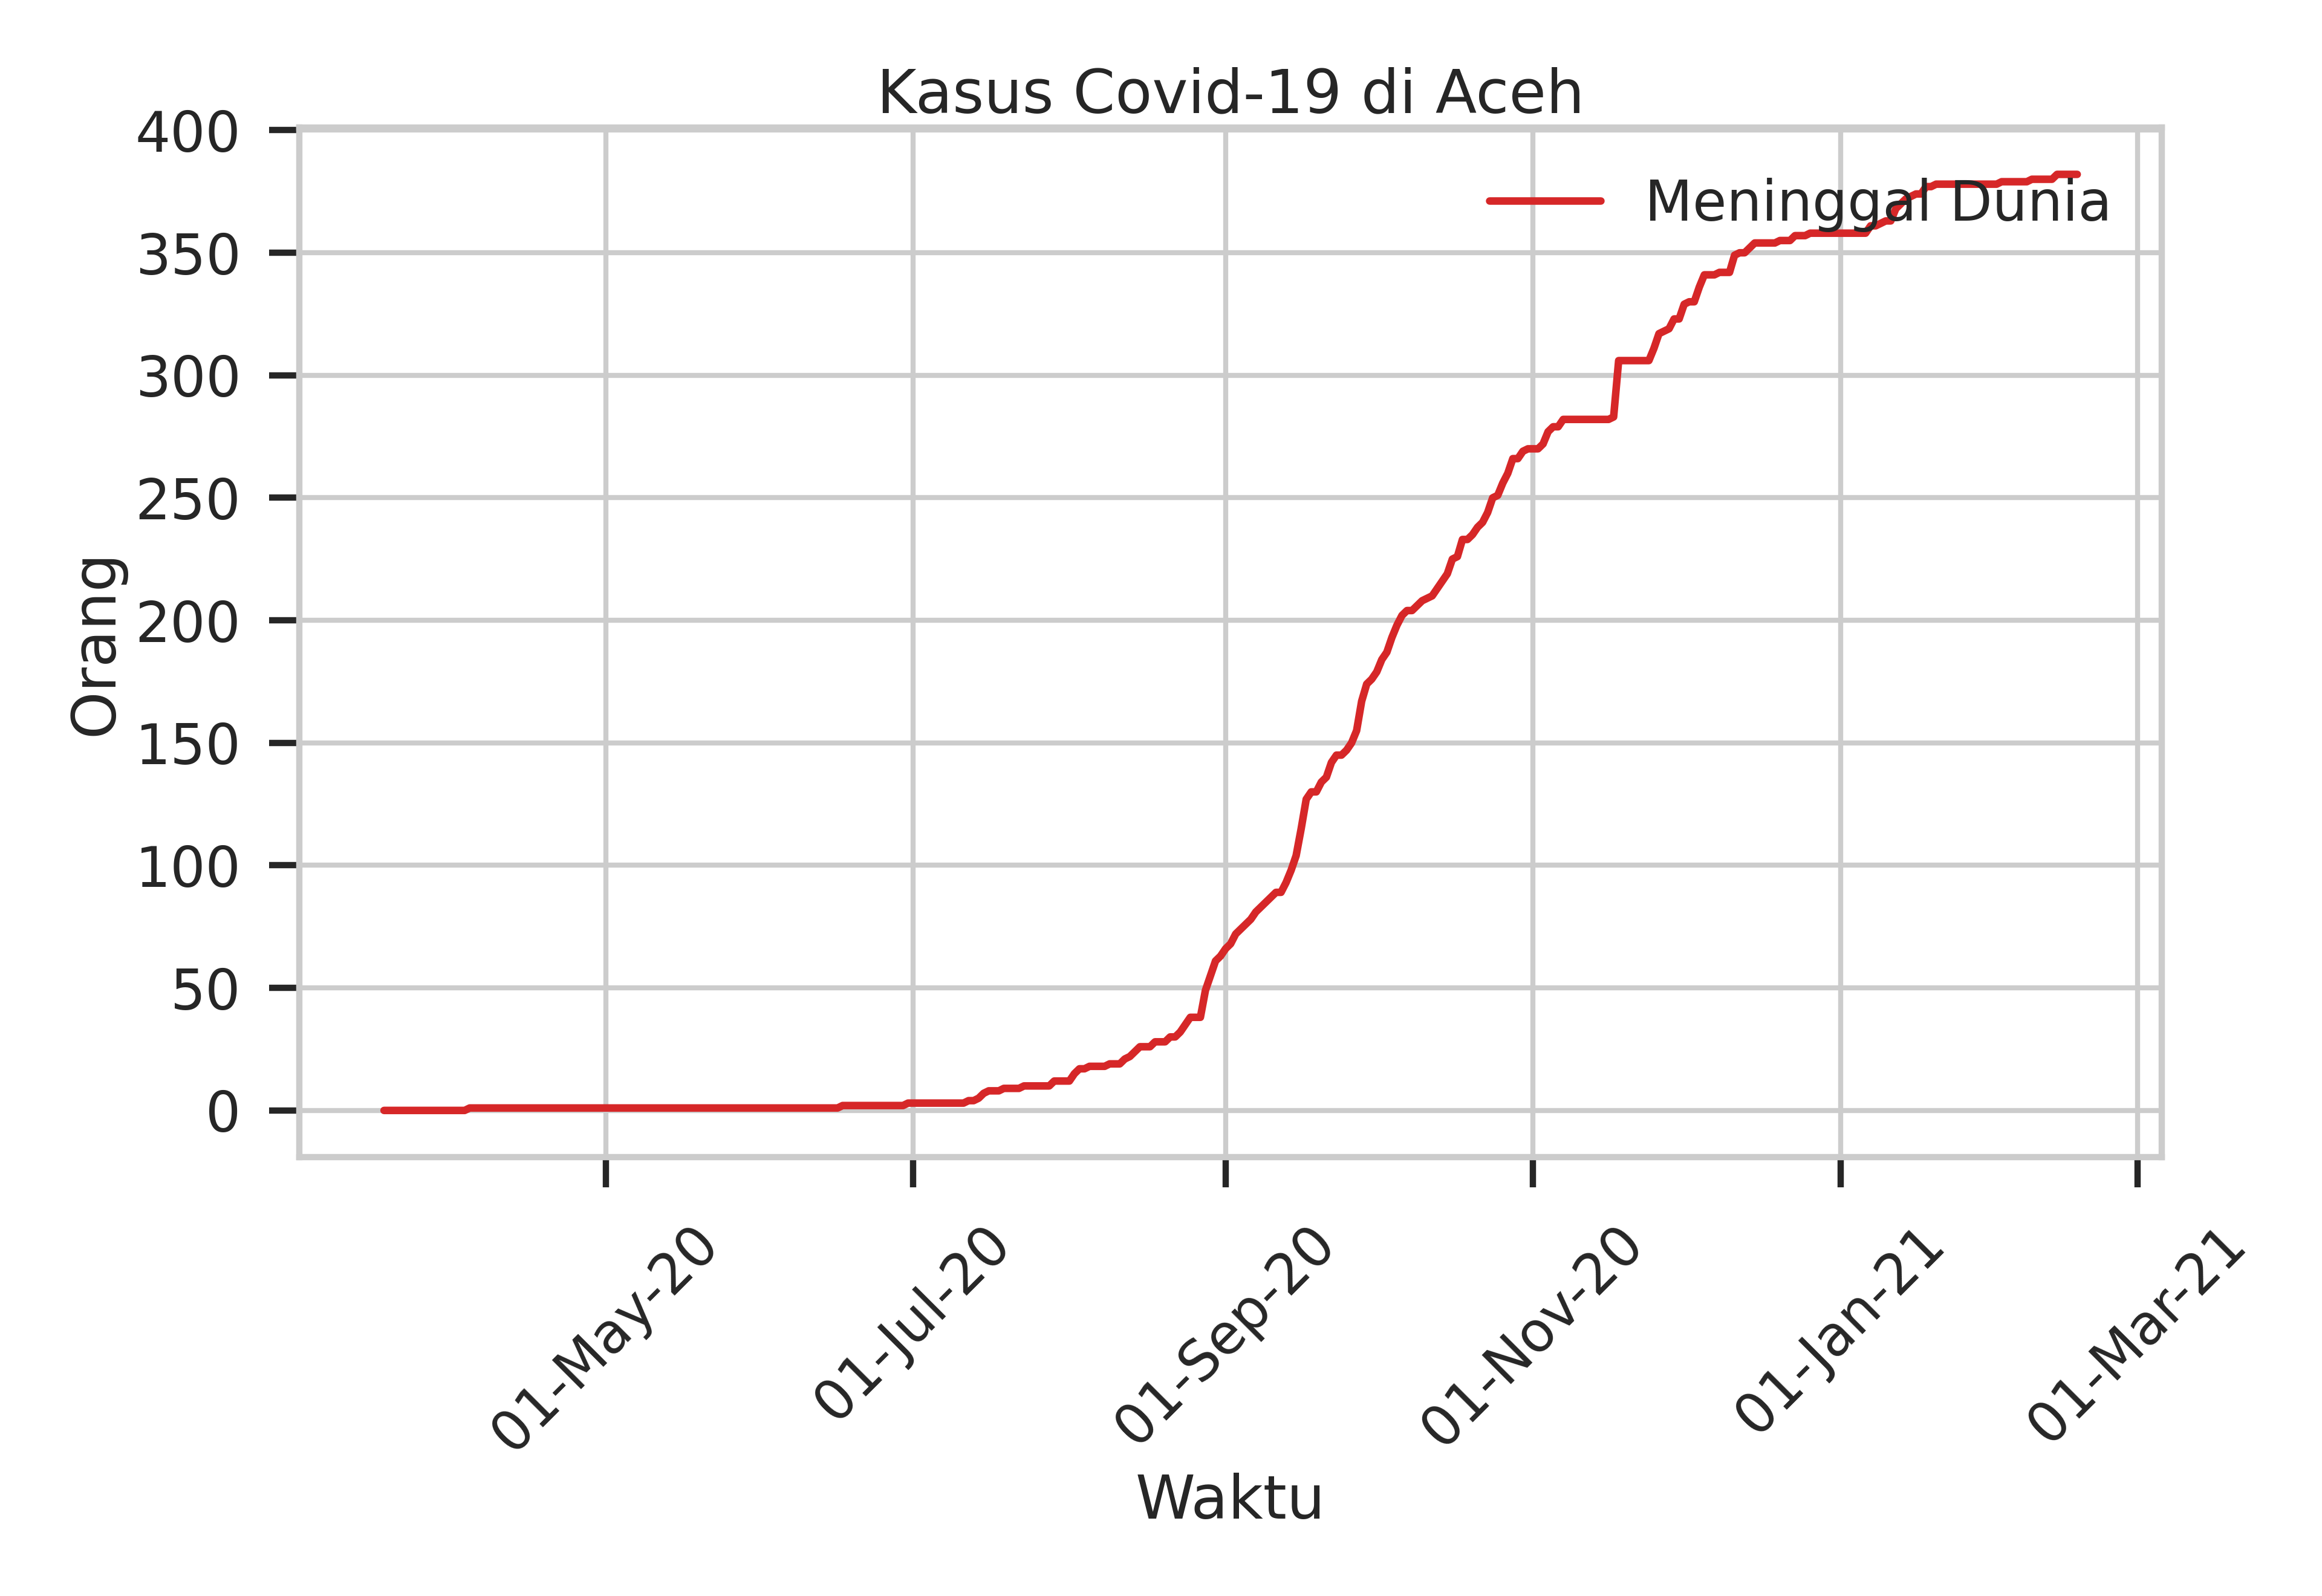 Kasus Covid-19 di Aceh
Meninggal Dunia
400
350
300
250
200
150
100
50
0
Orang
01-May-20
01-Jul-20
01-Sep-20
01-Nov-20
01-Jan-21
01-Mar-21
Waktu